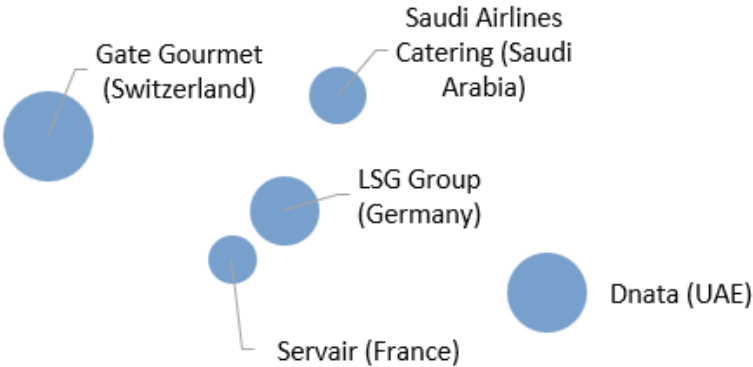 Saudi Airlines
Catering (Saudi
Arabia)
Gate Gourmet
(Switzerland)
LSG Group
(Germany)
Dnata (UAE)
Servair (France)